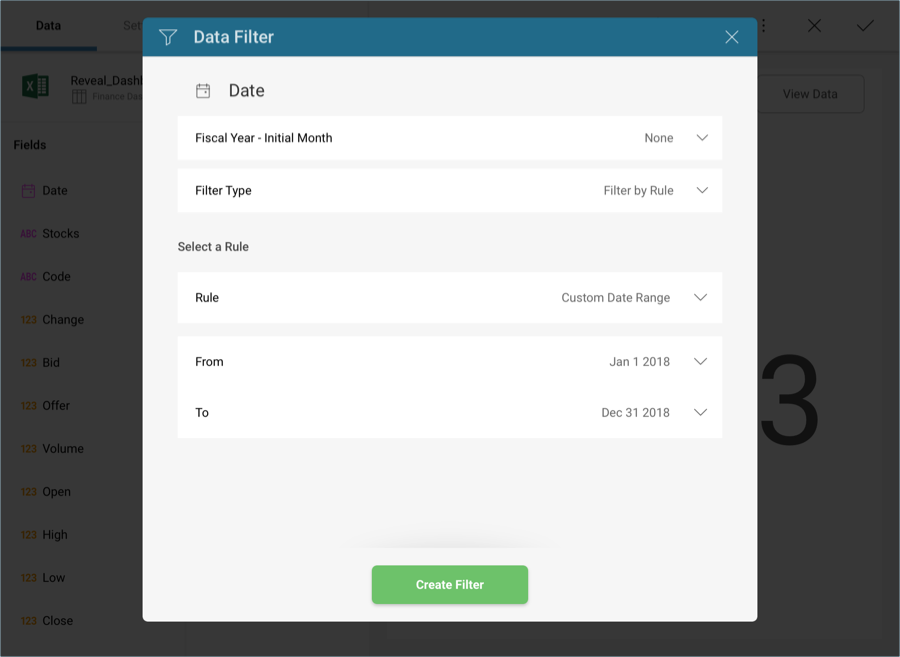 Data
Set
Data Filter
Reveal_Dashb
Finance Das
View Data
Date
Fiscal Year - Initial Month
None
Filter Type
Filter by Rule
Select a Rule
Rule
Custom Date Range
From
Jan 1 2018
To
Dec 31 2018
Create Filter
Fields
Date
ABC Stocks
ABC Code
123 Change
123 Bid
123 Offer
123 Volume
123 Open
123 High
123 Low
123 Close
3